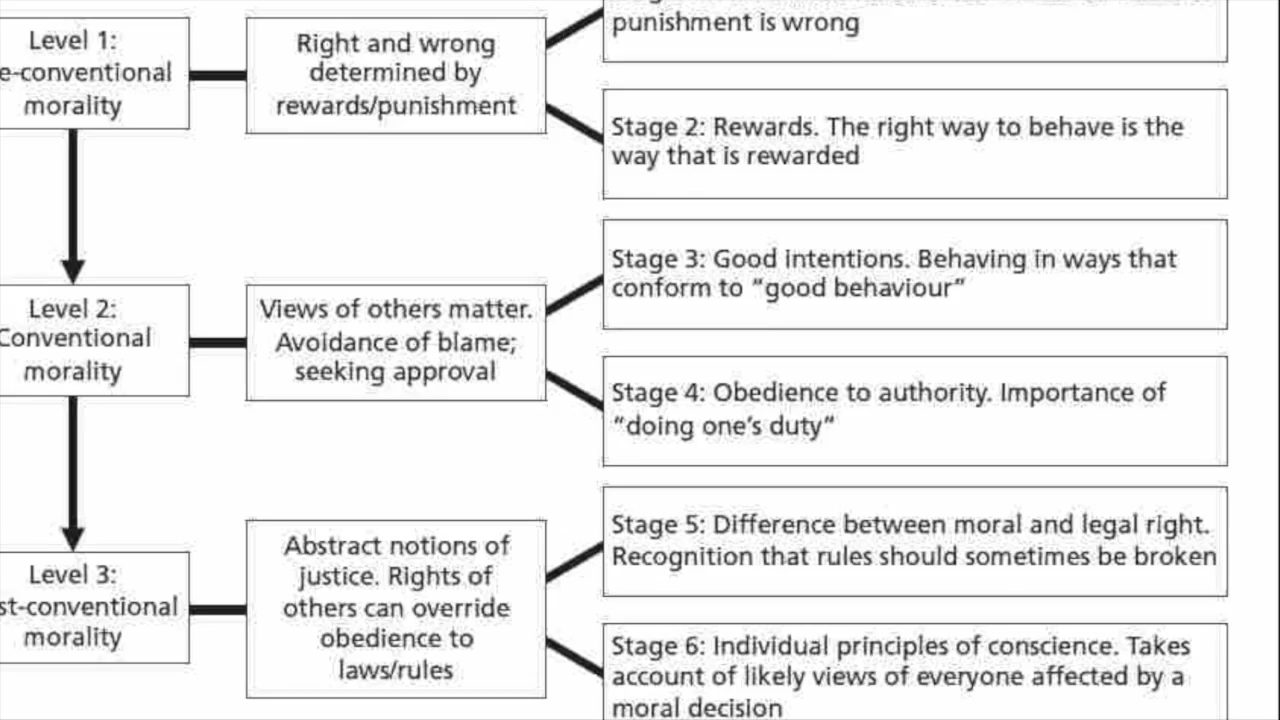 punishment is wrong
Level 1:
e-conventional
morality
Right and wrong
determined by
rewards/punishment
Stage 2: Rewards. The right way to behave is the
way that is rewarded
Level 2:
Conventional
morality
Views of others matter.
Avoidance of blame;
seeking approval
Stage 3: Good intentions. Behaving in ways that
conform to “good behaviour”
Stage 4: Obedience to authority. Importance of
“doing one’s duty”
Level 3:
st-conventional
morality
Abstract notions of
justice. Rights of
others can override
obedience to
laws/rules
Stage 5: Difference between moral and legal right.
Recognition that rules should sometimes be broken
Stage 6: Individual principles of conscience. Takes
account of likely views of everyone affected by a
moral decision